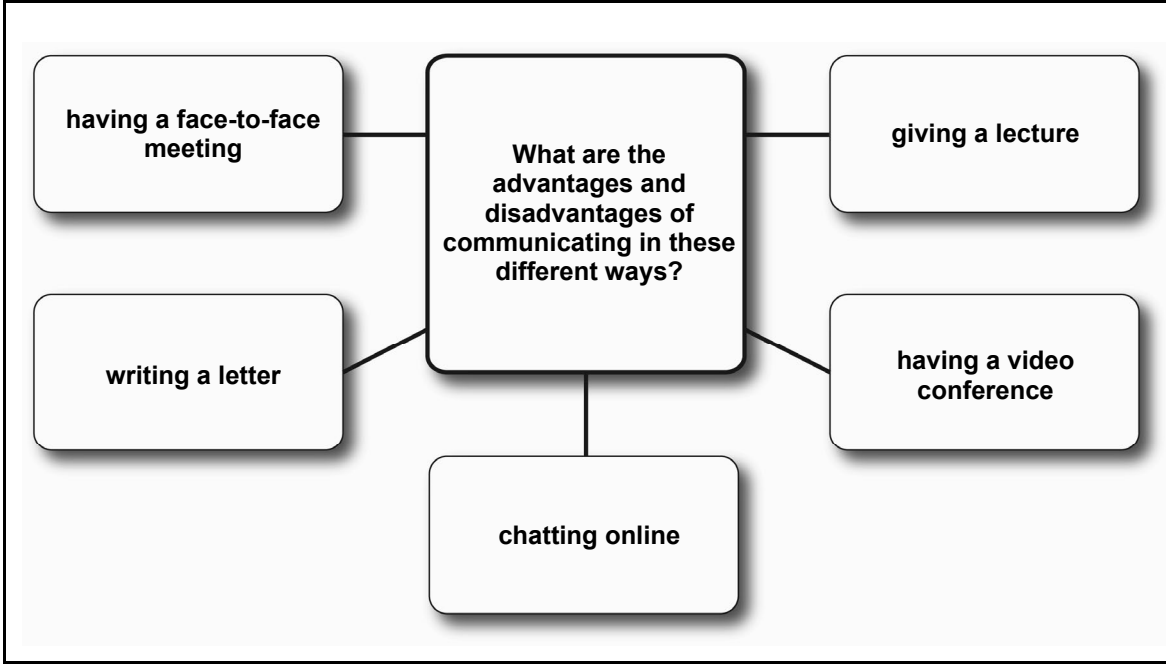 having a face-to-face
meeting
What are the
advantages and
disadvantages of
communicating in these
different ways?
giving a lecture
writing a letter
having a video
conference
chatting online